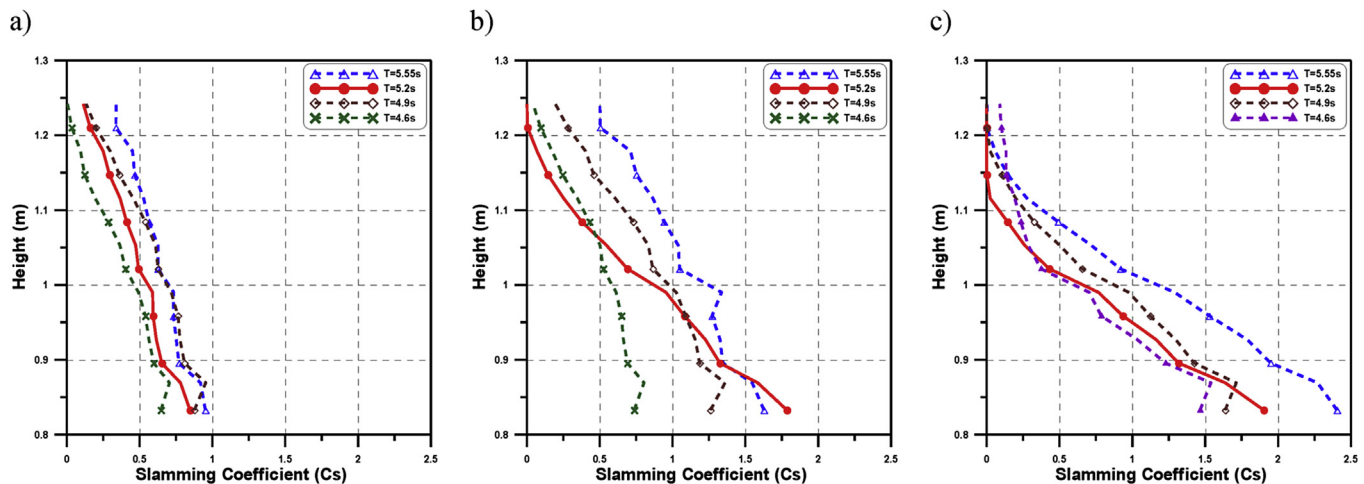 a)
1.3
1.2
1.1
1
0.9
0.8
Height (m)
T=5.55s
T=5.2s
T=4.9s
T=4.6s
0 0.5 1 1.5 2 2.5
Slamming Coefficient (Cs)
b)
1.3
1.2
1.1
1
0.9
0.8
Height (m)
T=5.55s
T=5.2s
T=4.9s
T=4.6s
0 0.5 1 1.5 2 2.5
Slamming Coefficient (Cs)
c)
1.3
1.2
1.1
1
0.9
0.8
Height (m)
T=5.55s
T=5.2s
T=4.9s
T=4.6s
0 0.5 1 1.5 2 2.5
Slamming Coefficient (Cs)